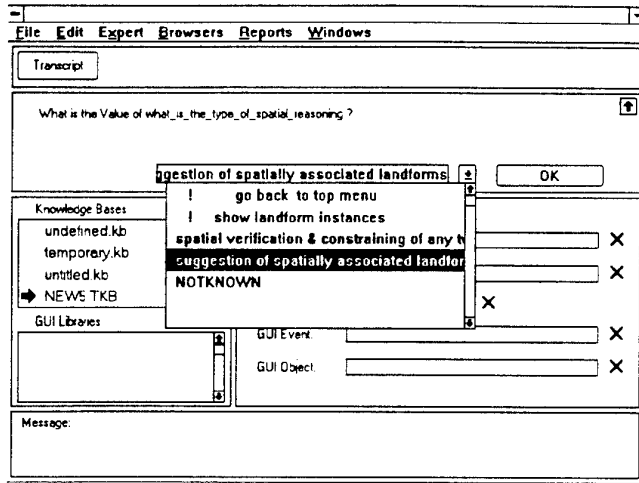 File Edit Expert Browsers Reports Windows
Transcript
What is the Value of what_is_the_type_of_spatial_reasoning ?
ggestion of spatially associated landforms
OK
! go back to top menu
! show landform instances
spatial verification & constraining of any
suggestion of spatially associated landfor
NOTKNOWN
Knowledge Bases
undefined.kb
temporary.kb
untitled.kb
NEW5 TKB
GUI Libraries
GUI Event:
GUI Object:
Message: